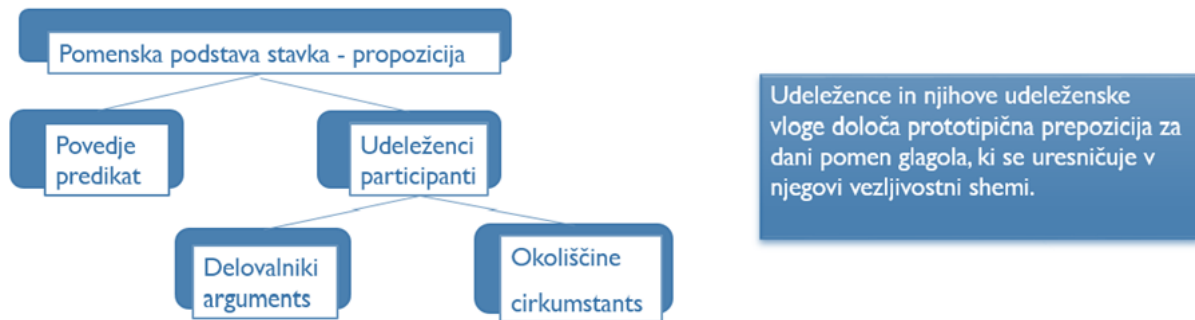 Pomenska podstava stavka - propozicija
Povedje
predikat
Udeleženci
participanti
Delovalniki
arguments
Okoliščine
cirkumstants
Udeležence in njihove udeleženske
vloge določa prototipična prepozicija za
dani pomen glagola, ki se uresničuje v
njegovi vezljivostni shemi.